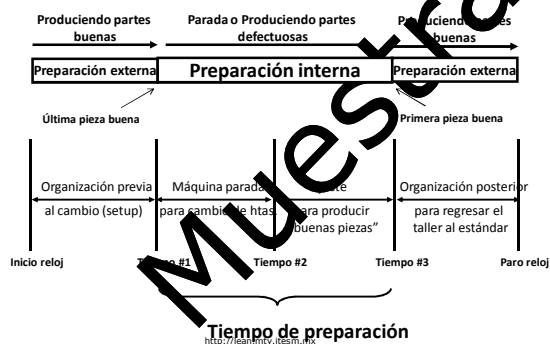 Produciendo partes
buenas
Parada o Produciendo partes
defectuosas
Produciendo partes
buenas
Preparación externa
Preparación interna
Preparación externa
Última pieza buena
Primera pieza buena
Organización previa
al cambio (setup)
Máquina parada
para cambio de htas.
para producir
buenas piezas”
Organización posterior
para regresar el
taller al estándar
Inicio reloj
Tiempo #1
Tiempo #2
Tiempo #3
Paro reloj
Tiempo de preparación
http://lean.mty.itesm.mx
Muestra